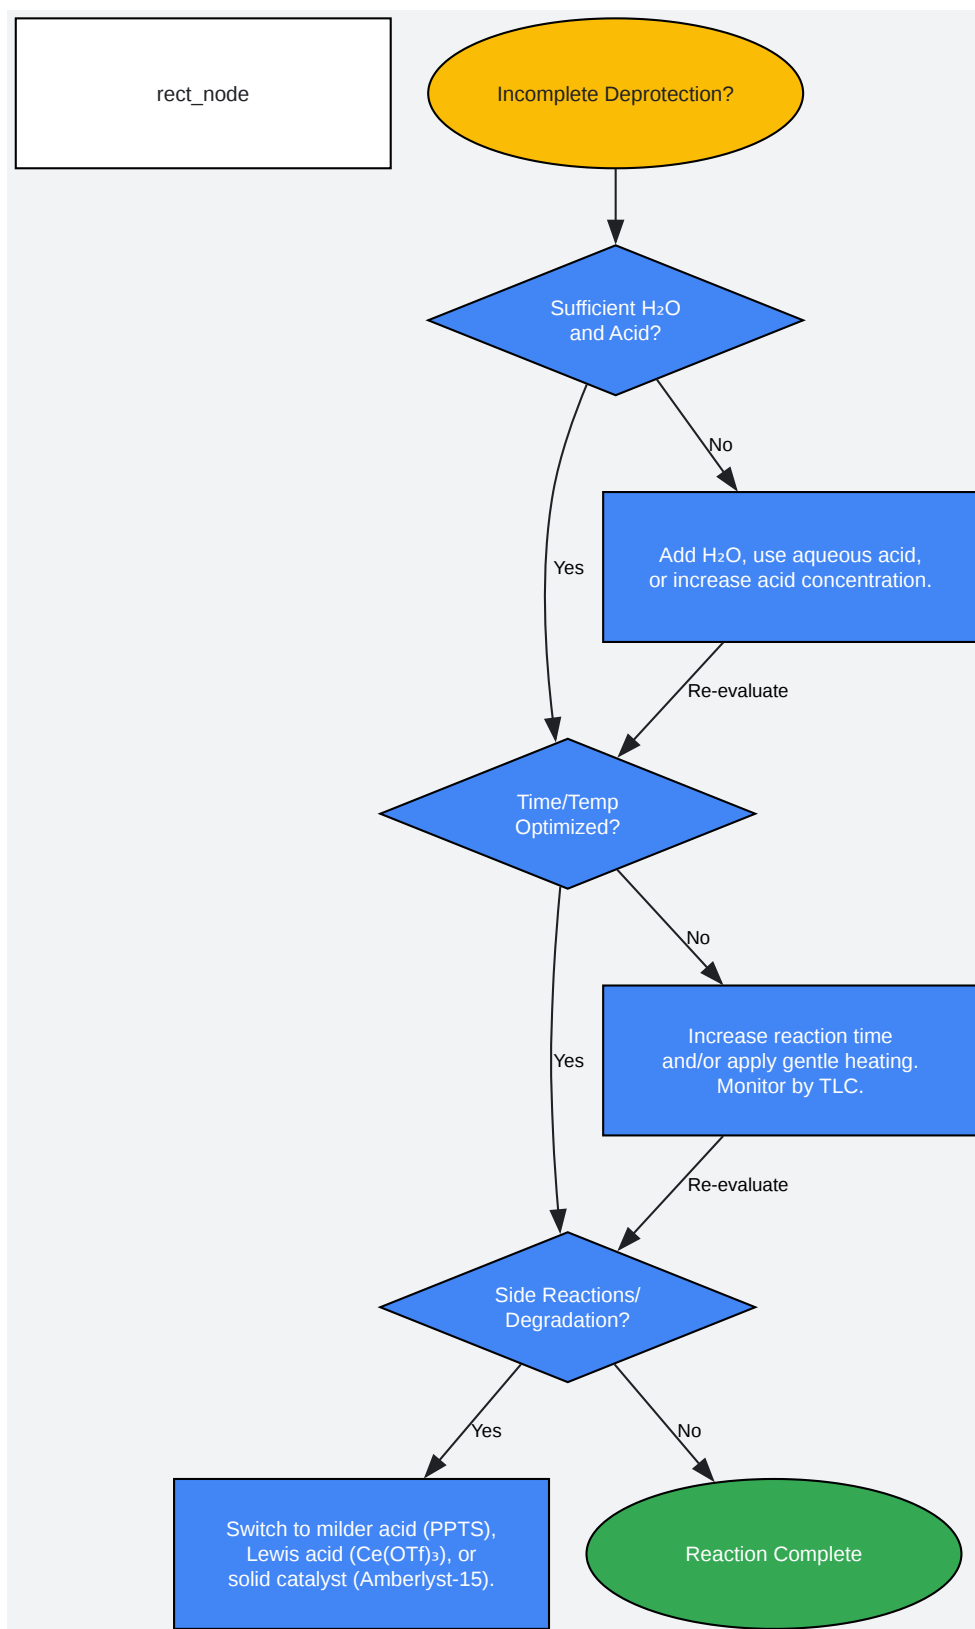 rect_node
Incomplete Deprotection?
Sufficient H₂O
and Acid?
No
Add H₂O, use aqueous acid,
or increase acid concentration.
Yes
Re-evaluate
Time/Temp
Optimized?
No
Increase reaction time
and/or apply gentle heating.
Monitor by TLC.
Yes
Re-evaluate
Side Reactions/
Degradation?
Yes
No
Switch to milder acid (PPTS),
Lewis acid (Ce(OTf)₃), or
solid catalyst (Amberlyst-15).
Reaction Complete